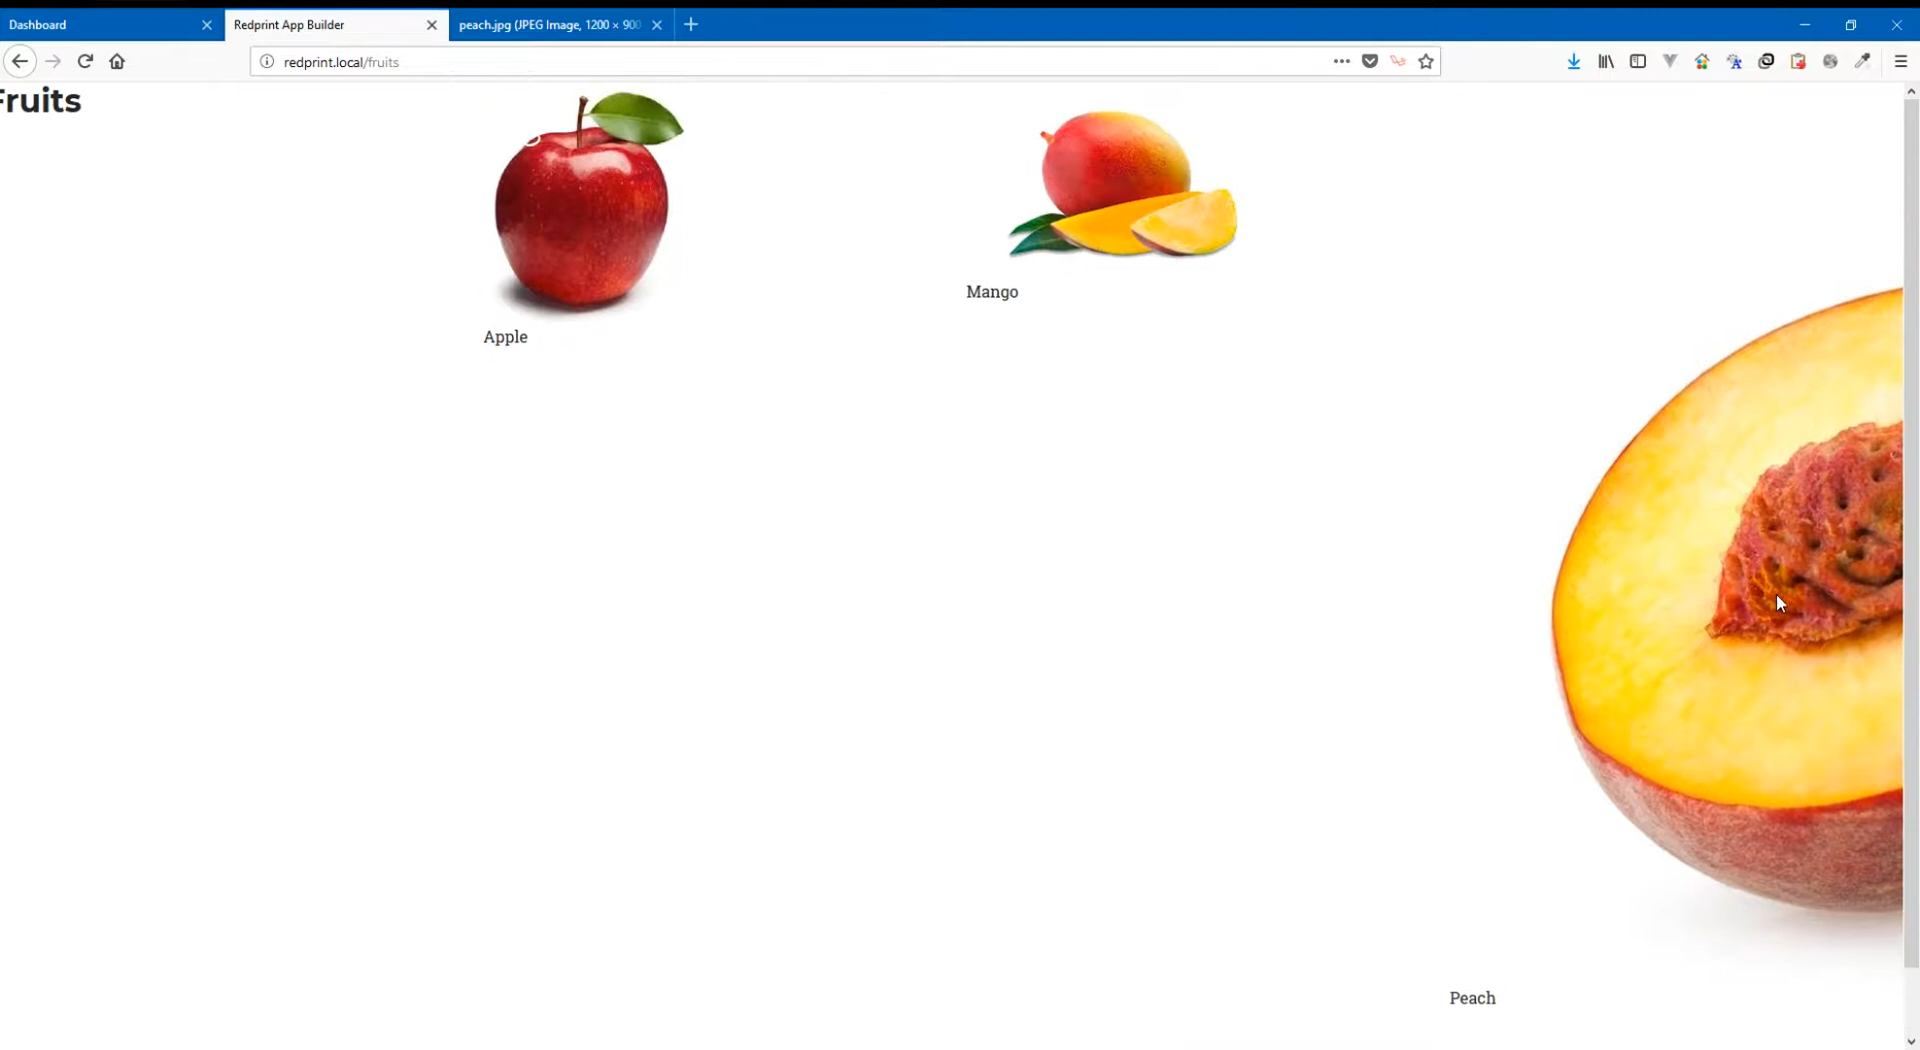 Dashboard
Redprint App Builder
peach.jpg (JPEG Image, 1200 × 900
redprint.local/fruits
Fruits
Apple
Mango
Peach